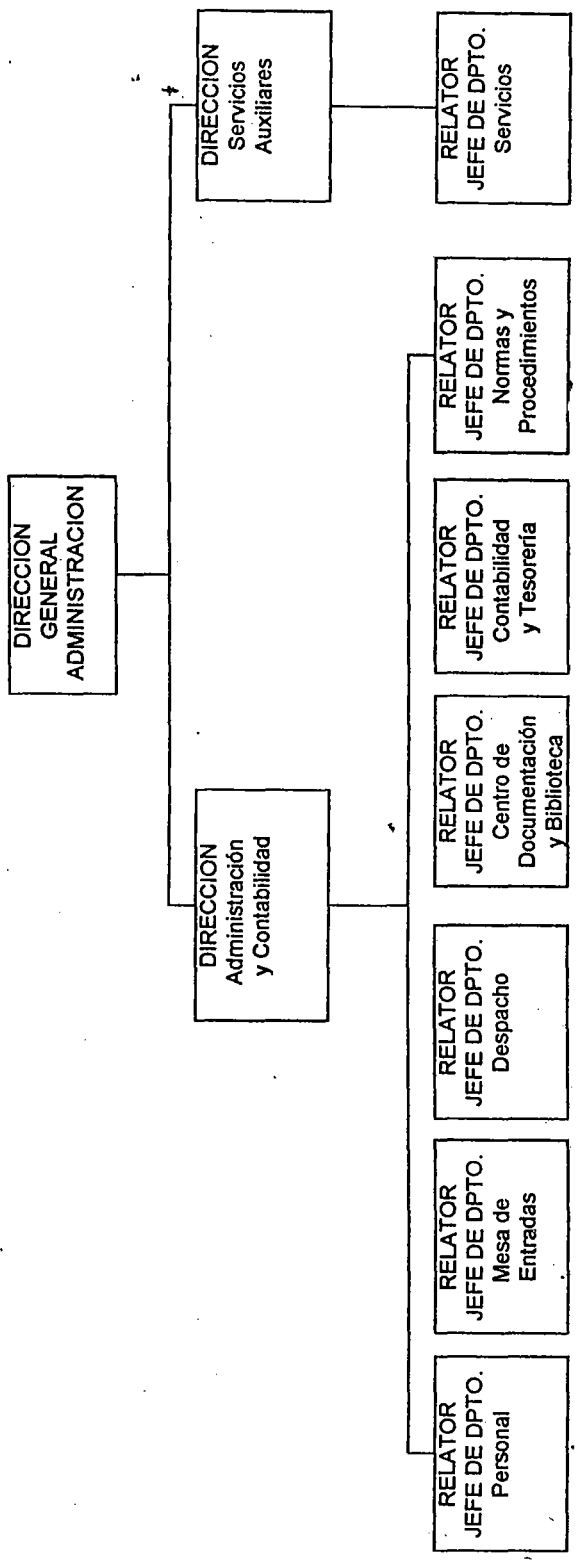 DIRECCION
GENERAL
ADMINISTRACION
DIRECCION
Administración
y Contabilidad
DIRECCION
Servicios
Auxiliares
RELATOR
JEFE DE DPTO.
Personal
RELATOR
JEFE DE DPTO.
Mesa de
Entradas
RELATOR
JEFE DE DPTO.
Despacho
RELATOR
JEFE DE DPTO.
Centro de
Documentación
y Biblioteca
RELATOR
JEFE DE DPTO.
Contabilidad
y Tesorería
RELATOR
JEFE DE DPTO.
Normas y
Procedimientos
RELATOR
JEFE DE DPTO.
Servicios